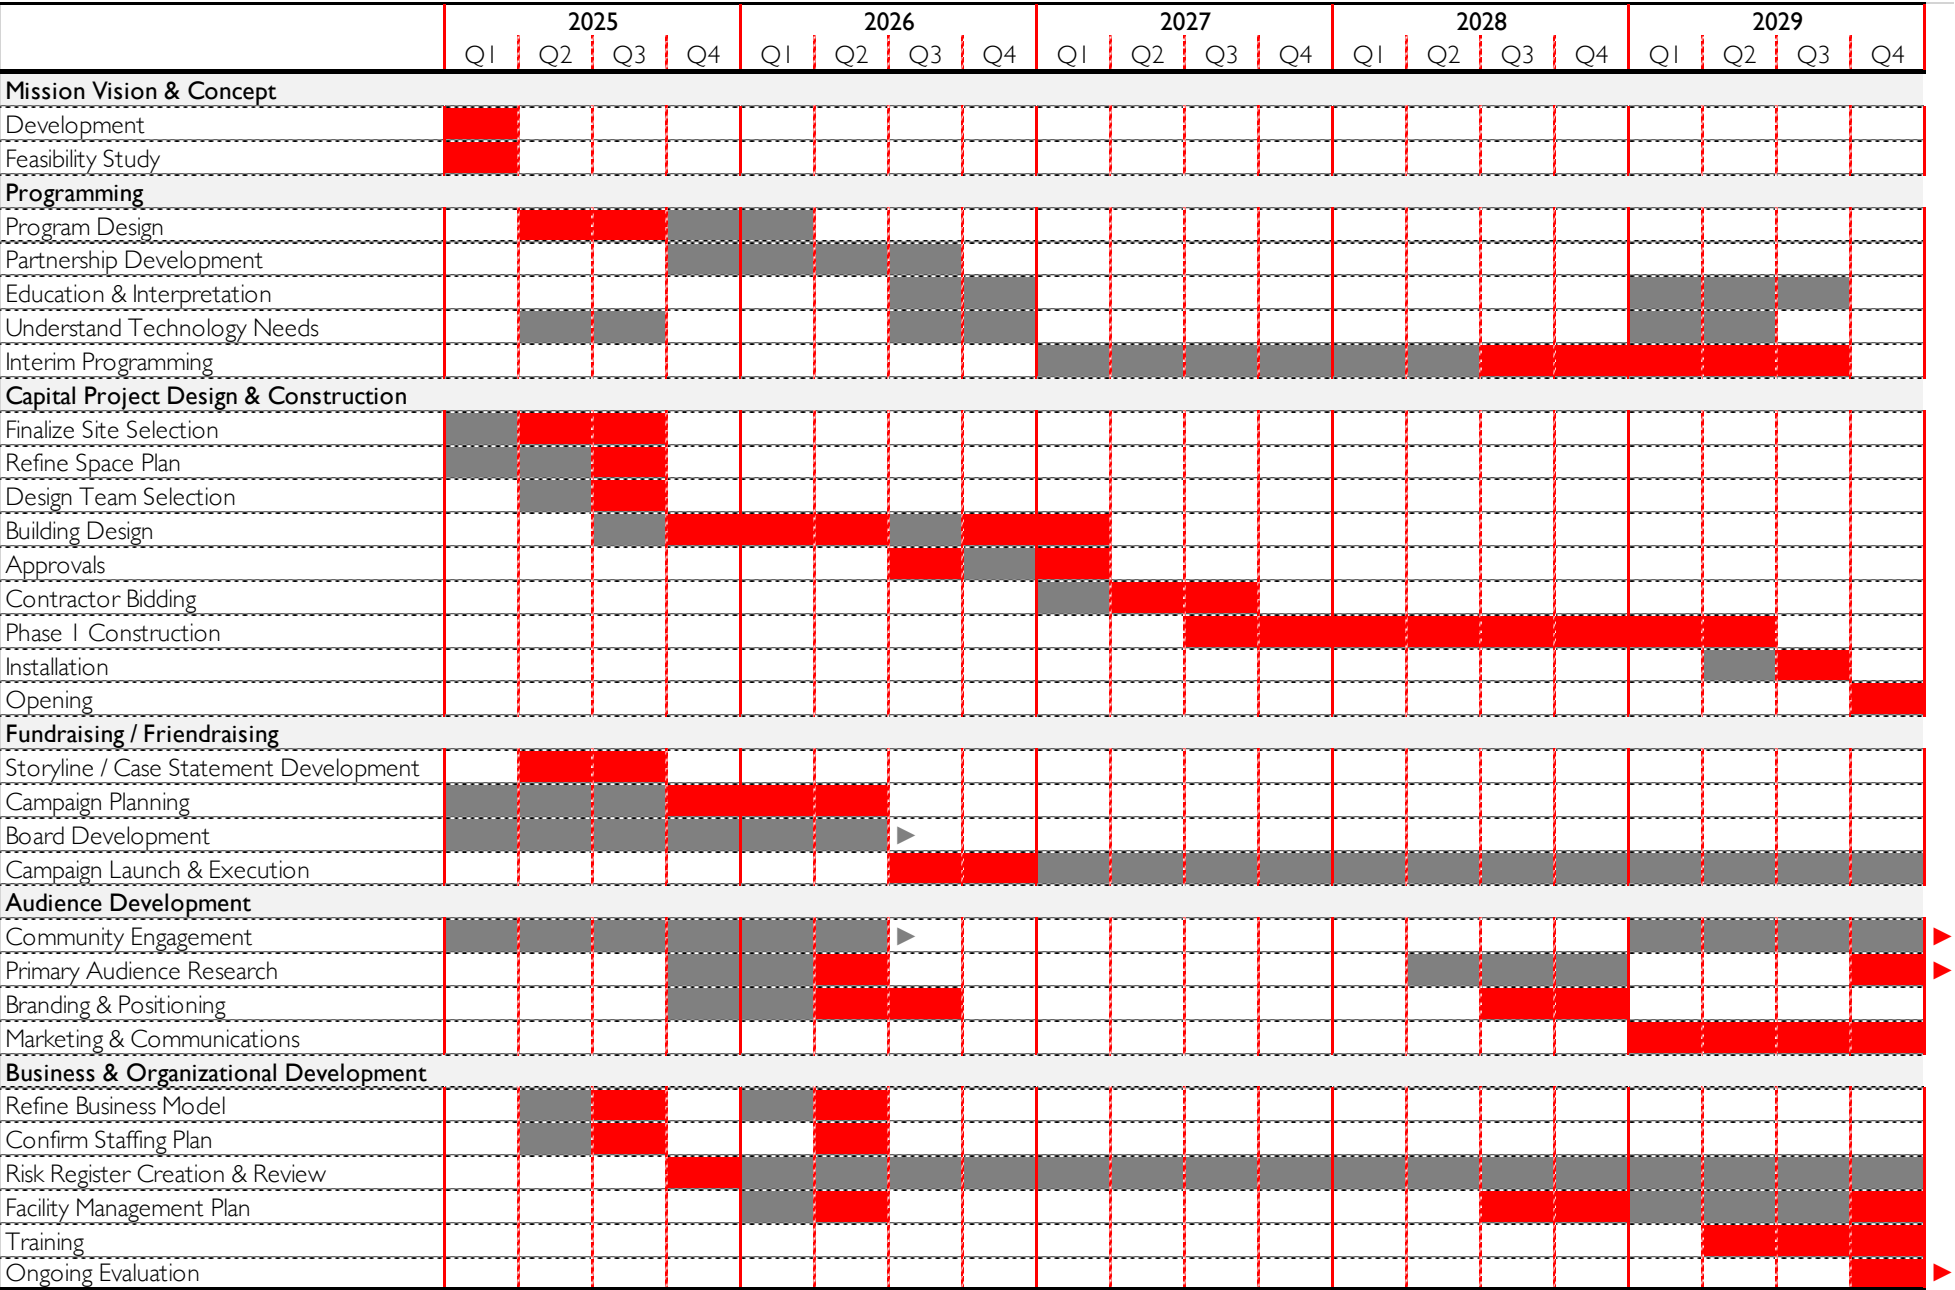 2025 2026 2027 2028 2029
Q1 Q2 Q3 Q4 Q1 Q2 Q3 Q4 Q1 Q2 Q3 Q4 Q1 Q2 Q3 Q4 Q1 Q2 Q3 Q4
Mission Vision & Concept
Development
Feasibility Study
Programming
Program Design
Partnership Development
Education & Interpretation
Understand Technology Needs
Interim Programming
Capital Project Design & Construction
Finalize Site Selection
Refine Space Plan
Design Team Selection
Building Design
Approvals
Contractor Bidding
Phase 1 Construction
Installation
Opening
Fundraising / Friendraising
Storyline / Case Statement Development
Campaign Planning
Board Development
Campaign Launch & Execution
Audience Development
Community Engagement
Primary Audience Research
Branding & Positioning
Marketing & Communications
Business & Organizational Development
Refine Business Model
Confirm Staffing Plan
Risk Register Creation & Review
Facility Management Plan
Training
Ongoing Evaluation